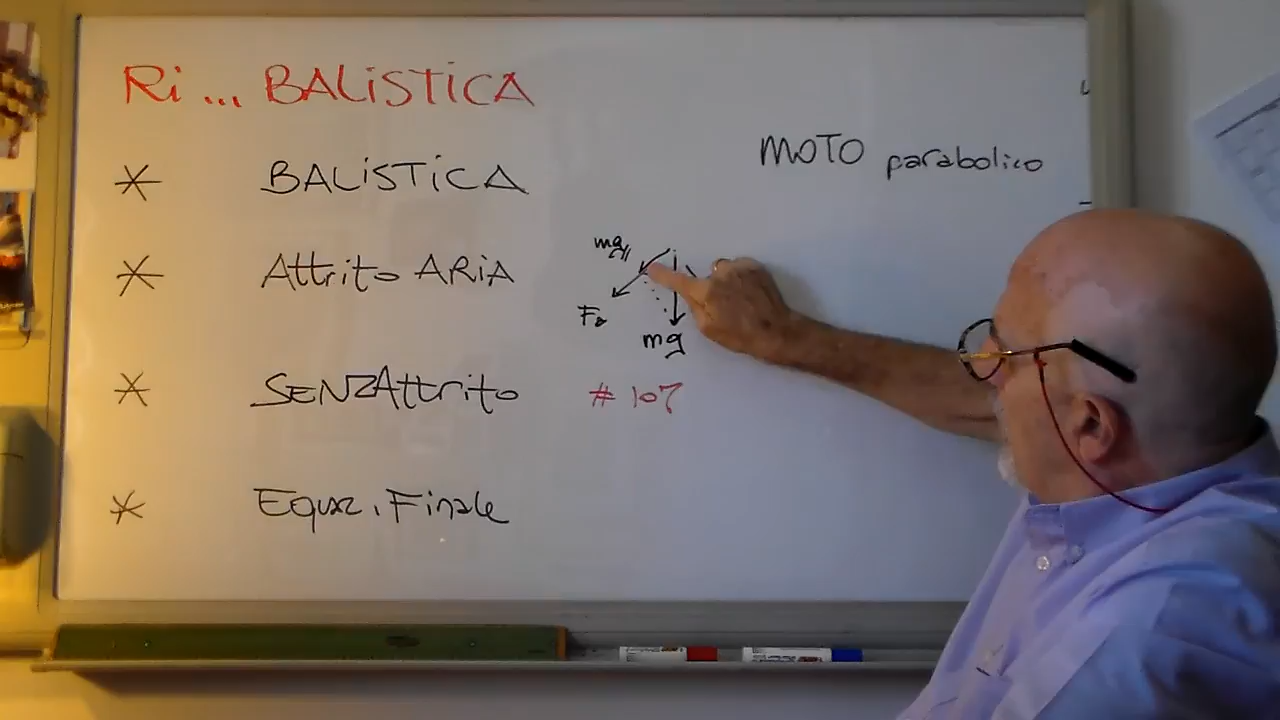 Ri ... BALiSTiCA
* BALiSTiCA
MOTO parabolico
* Attrito ARiA
mg//
Fa
mg
* SENZAttrito # 107
* Equaz. Finale